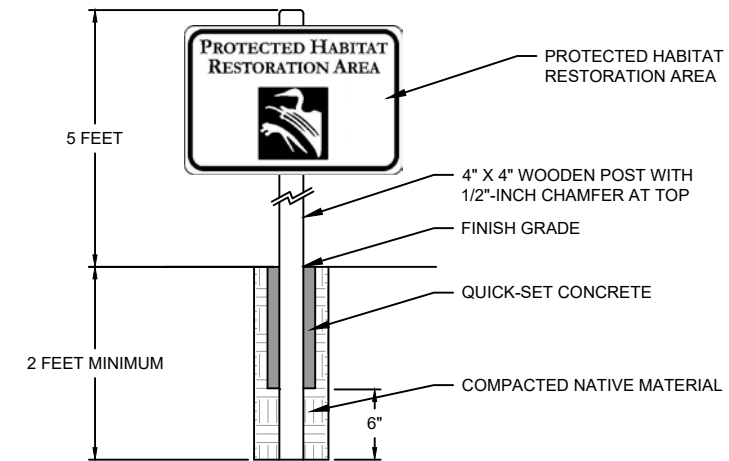 PROTECTED HABITAT
RESTORATION AREA
PROTECTED HABITAT
RESTORATION AREA
5 FEET
4" X 4" WOODEN POST WITH
1/2"-INCH CHAMFER AT TOP
FINISH GRADE
QUICK-SET CONCRETE
2 FEET MINIMUM
COMPACTED NATIVE MATERIAL
6"